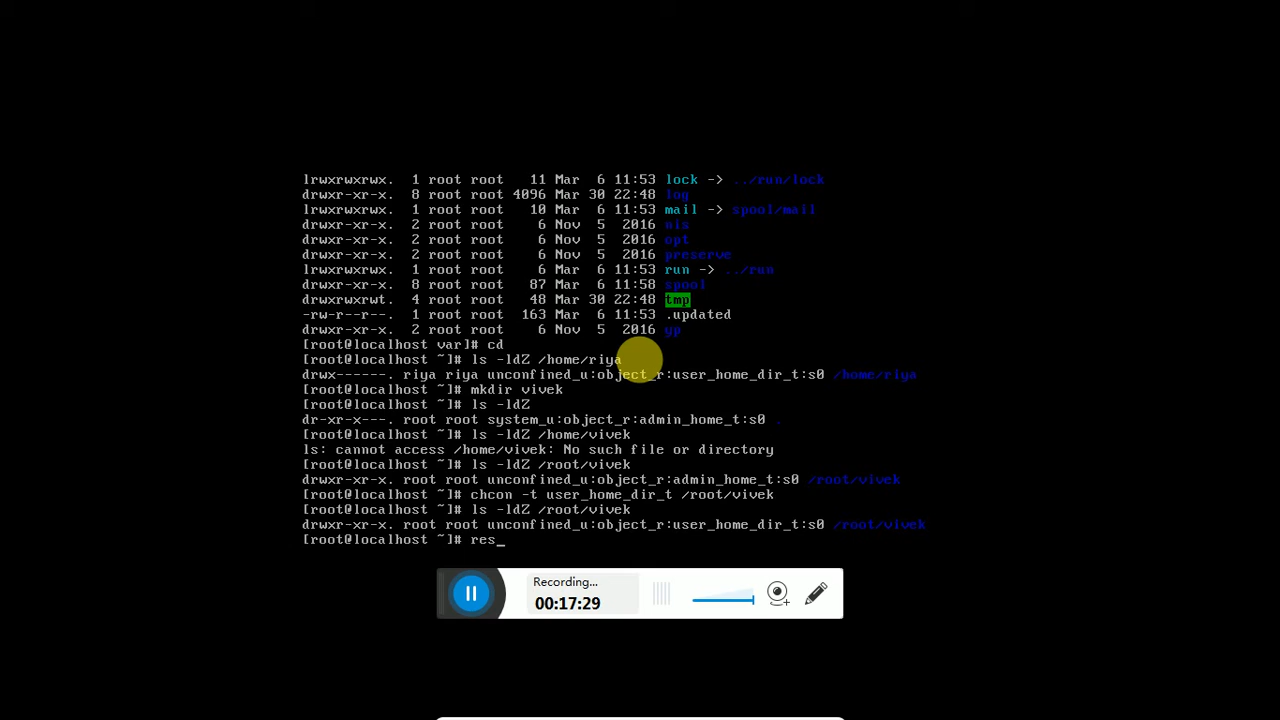 lrwxrwxrwx.  1 root root   11 Mar  6 11:53 lock -> ../run/lock
drwxr-xr-x.  8 root root 4096 Mar 30 22:48 log
lrwxrwxrwx.  1 root root   10 Mar  6 11:53 mail -> spool/mail
drwxr-xr-x.  2 root root    6 Nov  5  2016 nis
drwxr-xr-x.  2 root root    6 Nov  5  2016 opt
drwxr-xr-x.  2 root root    6 Nov  5  2016 preserve
lrwxrwxrwx.  1 root root    6 Mar  6 11:53 run -> ../run
drwxr-xr-x.  8 root root   87 Mar  6 11:58 spool
drwxrwxrwt.  4 root root   48 Mar 30 22:48 tmp
-rw-r--r--.  1 root root  163 Mar  6 11:53 .updated
drwxr-xr-x.  2 root root    6 Nov  5  2016 yp
[root@localhost var]# cd
[root@localhost ~]# ls -ldZ /home/riya
drwx------. riya riya unconfined_u:object_r:user_home_dir_t:s0 /home/riya
[root@localhost ~]# mkdir vivek
[root@localhost ~]# ls -ldZ
dr-xr-x---. root root system_u:object_r:admin_home_t:s0 .
[root@localhost ~]# ls -ldZ /home/vivek
ls: cannot access /home/vivek: No such file or directory
[root@localhost ~]# ls -ldZ /root/vivek
drwxr-xr-x. root root unconfined_u:object_r:admin_home_t:s0 /root/vivek
[root@localhost ~]# chcon -t user_home_dir_t /root/vivek
[root@localhost ~]# ls -ldZ /root/vivek
drwxr-xr-x. root root unconfined_u:object_r:user_home_dir_t:s0 /root/vivek
[root@localhost ~]# res_
Recording...
00:17:29